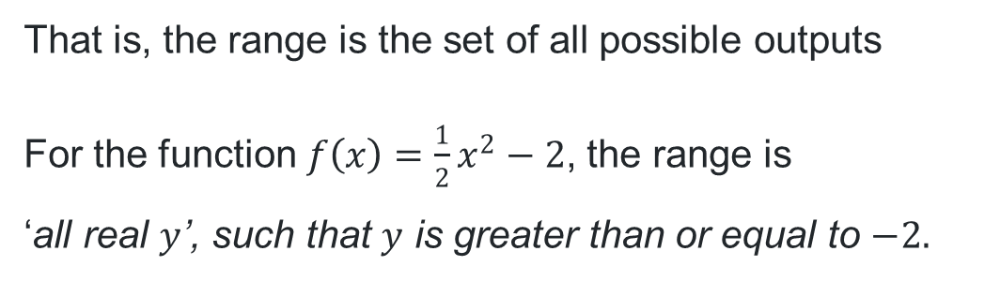 That is, the range is the set of all possible outputs
For the function f(x) = 1/2 x² − 2, the range is
‘all real y’, such that y is greater than or equal to −2.